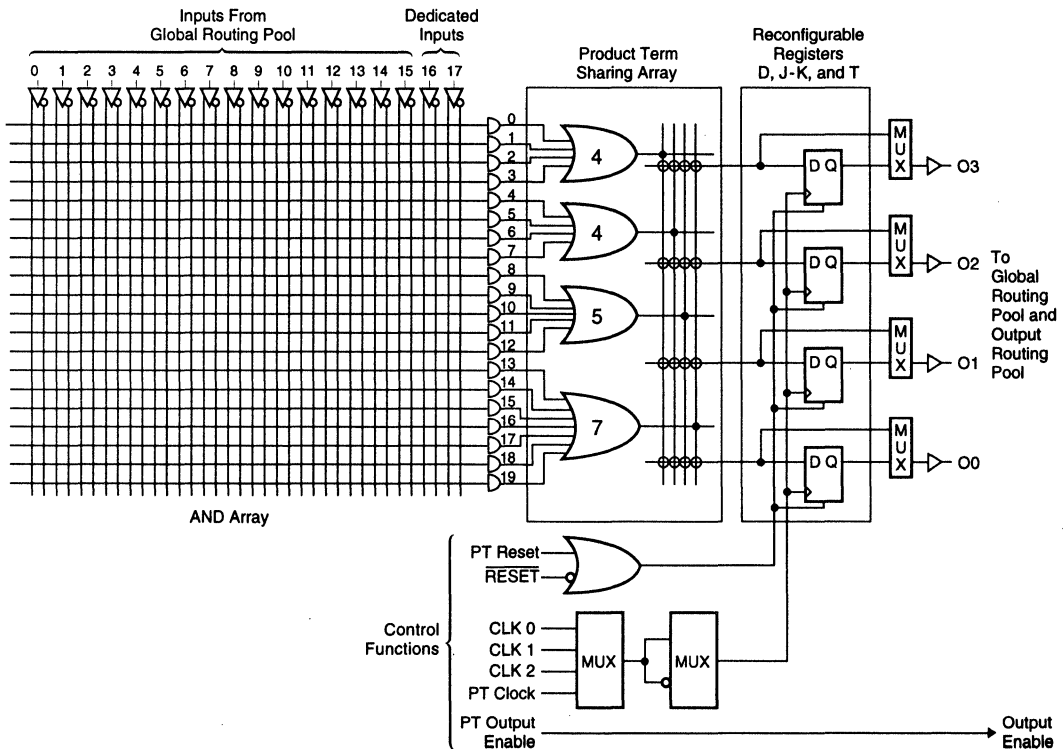 Inputs From
Global Routing Pool
Dedicated
Inputs
0 1 2 3 4 5 6 7 8 9 10 11 12 13 14 15 16 17
Product Term
Sharing Array
Reconfigurable
Registers
D, J-K, and T
0
1
2
3
4
5
6
7
8
9
10
11
12
13
14
15
16
17
18
19
4
4
5
7
D Q
D Q
D Q
D Q
MUX
MUX
MUX
MUX
O3
O2
O1
O0
To
Global
Routing
Pool and
Output
Routing
Pool
AND Array
Control
Functions
PT Reset
RESET
CLK 0
CLK 1
CLK 2
PT Clock
MUX
MUX
PT Output
Enable
Output
Enable